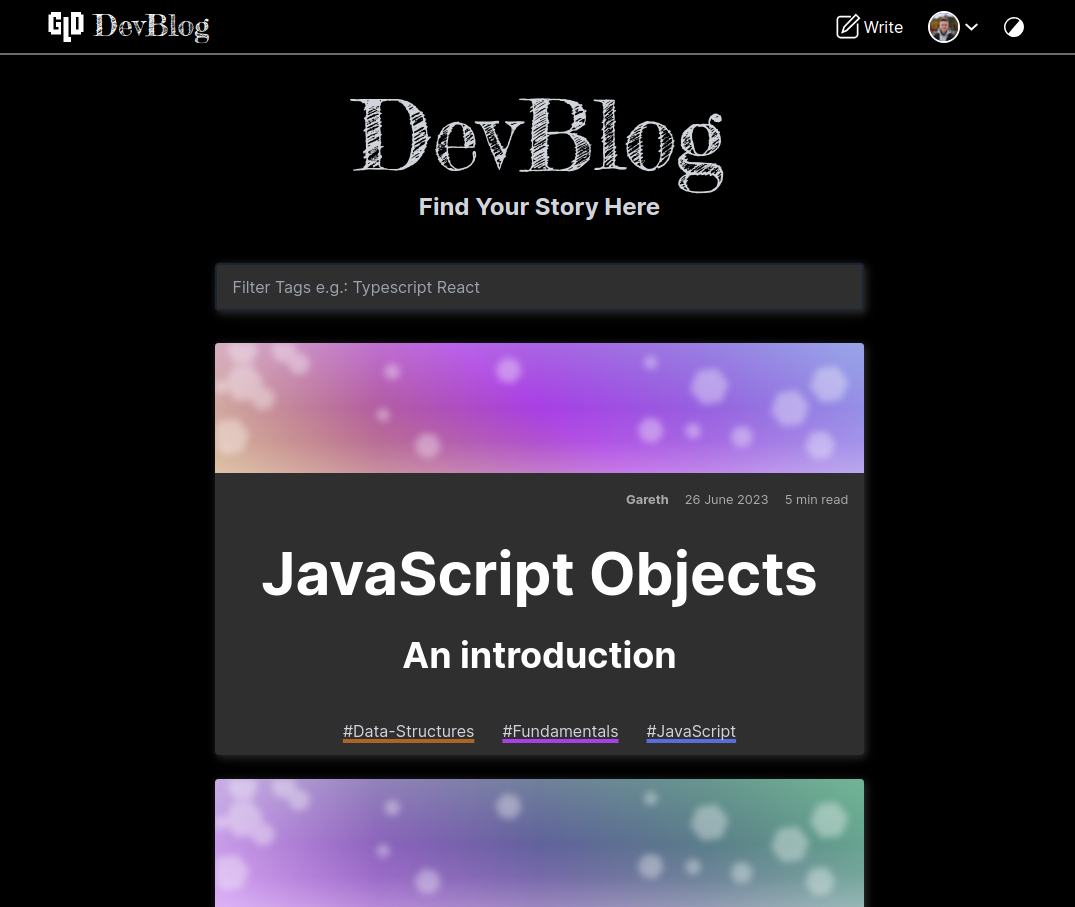 GLD DevBlog
Write
DevBlog
Find Your Story Here
Filter Tags e.g.: Typescript React
Gareth 26 June 2023 5 min read
JavaScript Objects
An introduction
#Data-Structures #Fundamentals #JavaScript